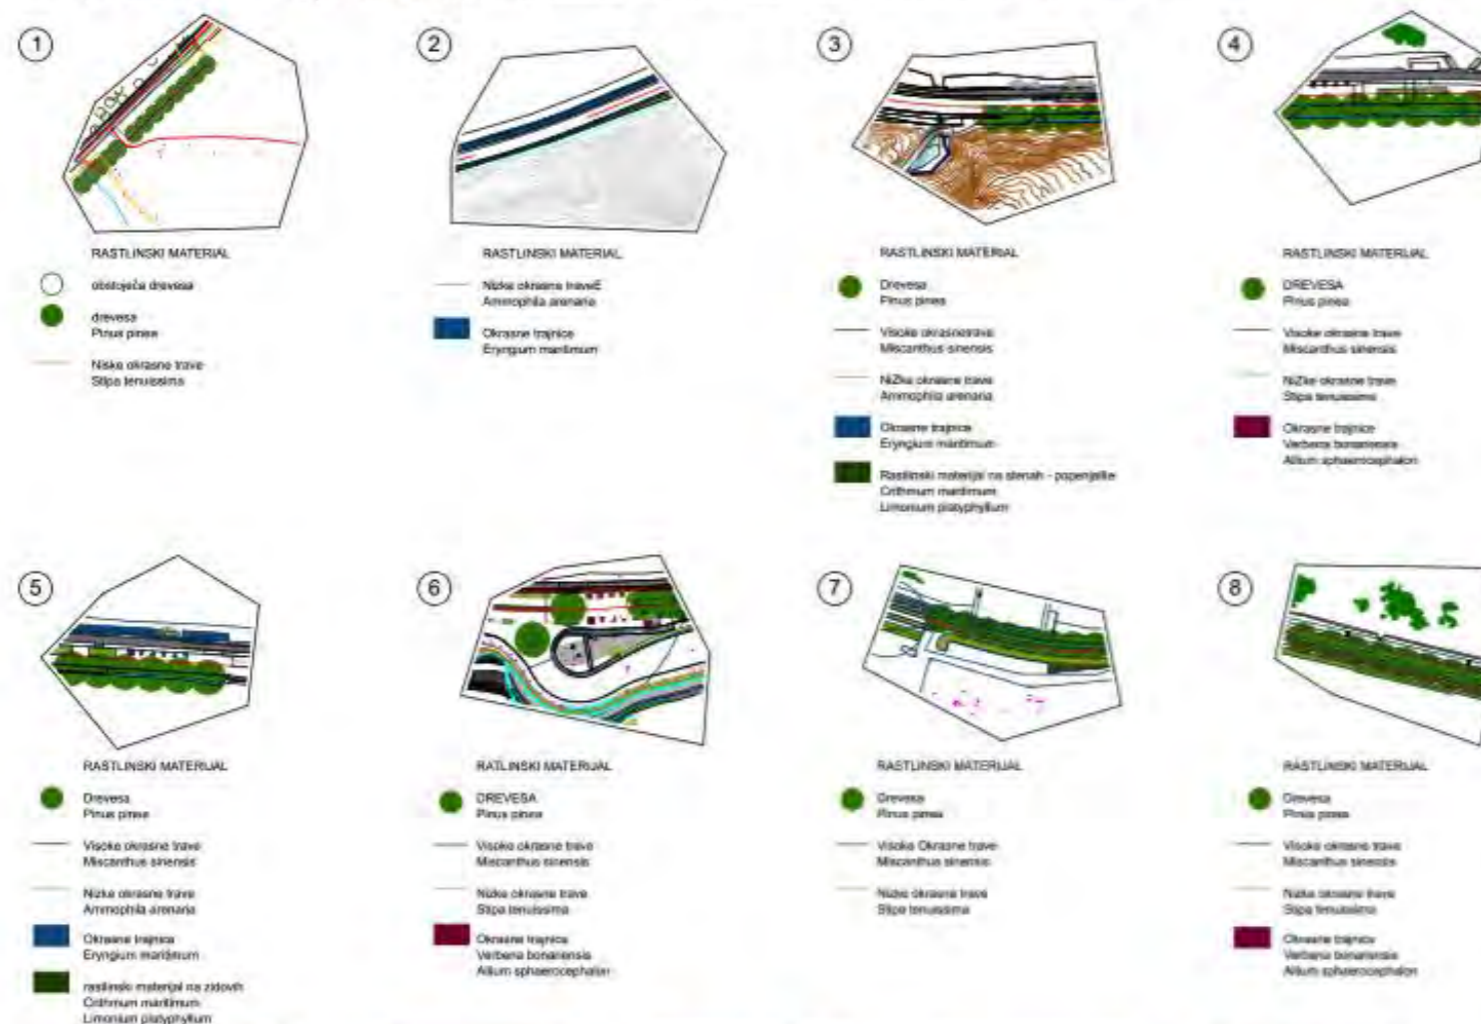 1
RASTLINSKI MATERIAL
obstoječa drevesa
drevesa
Pinus pinea
Niske okrasne trave
Stipa tenuissima
2
RASTLINSKI MATERIAL
Nizke okrasne traveE
Ammophila arenaria
Okrasne trajnice
Eryngium maritimum
3
RASTLINSKI MATERIAL
Drevesa
Pinus pinea
Visoke okrasnetrave
Miscanthus sinensis
NiZke okrasne trave
Ammophila arenaria
Okrasne trajnice
Eryngium maritimum
Rastlinski materijal na stenah - popenjalke
Crithmum maritimum
Limonium platyphyllum
4
RASTLINSKI MATERIAL
DREVESA
Pinus pinea
Visoke okrasne trave
Miscanthus sinensis
NiZke okrasne trave
Stipa tenuissima
Okrasne trajnice
Verbena bonariensis
Allium sphaerocephalon
5
RASTLINSKI MATERIJAL
Drevesa
Pinus pinea
Visoke okrasne trave
Miscanthus sinensis
Nizke okrasne trave
Ammophila arenaria
Okrasne trajnice
Eryngium maritimum
rastlinski materijal na zidovih
Crithmum maritimum
Limonium platyphyllum
6
RATLINSKI MATERIJAL
DREVESA
Pinus pinea
Visoke okrasne trave
Miscanthus sinensis
Nizke okrasne trave
Stipa tenuissima
Okrasne trajnice
Verbena bonariensis
Allium sphaerocephalon
7
RASTLINSKI MATERIJAL
Drevesa
Pinus pinea
Visoke Okrasne trave
Miscanthus sinensis
Nizke okrasne trave
Stipa tenuissima
8
RASTLINSKI MATERIJAL
Drevesa
Pinus pinea
Visoke okrasne trave
Miscanthus sinensis
Nizke okrasne trave
Stipa tenuissima
Okrasne trajnice
Verbena bonariensis
Allium sphaerocephalon